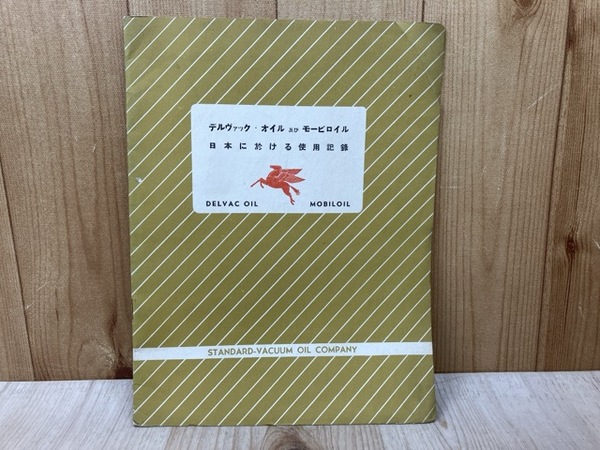 デルヴァック・オイル 及び モービロイル
日本に於ける使用記録
DELVAC OIL MOBILOIL
STANDARD-VACUUM OIL COMPANY